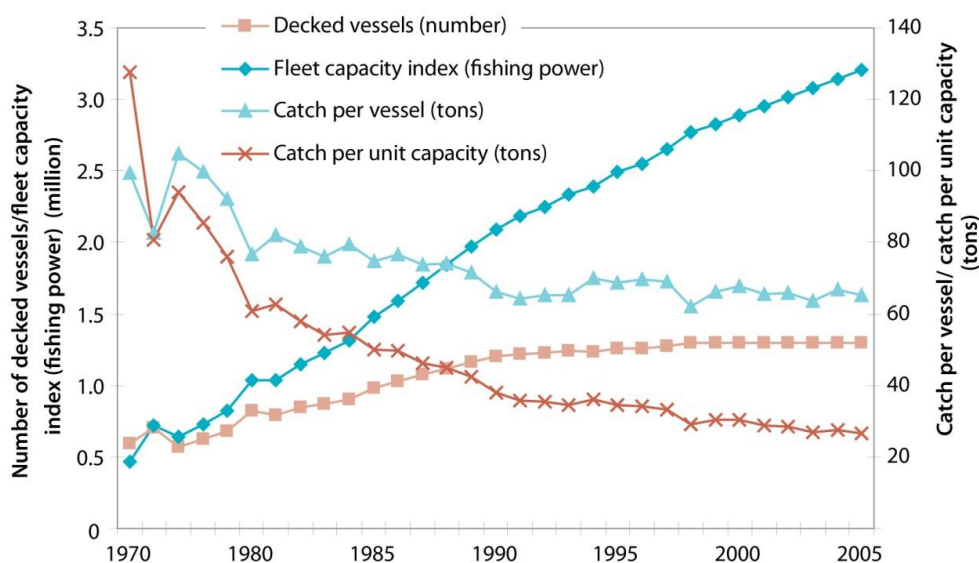 Decked vessels (number)
Fleet capacity index (fishing power)
Catch per vessel (tons)
Catch per unit capacity (tons)
Number of decked vessels/fleet capacity
index (fishing power) (million)
3.5
3.0
2.5
2.0
1.5
1.0
0.5
0
140
120
100
80
60
40
20
Catch per vessel/ catch per unit capacity
(tons)
1970
1980
1985
1990
1995
2000
2005